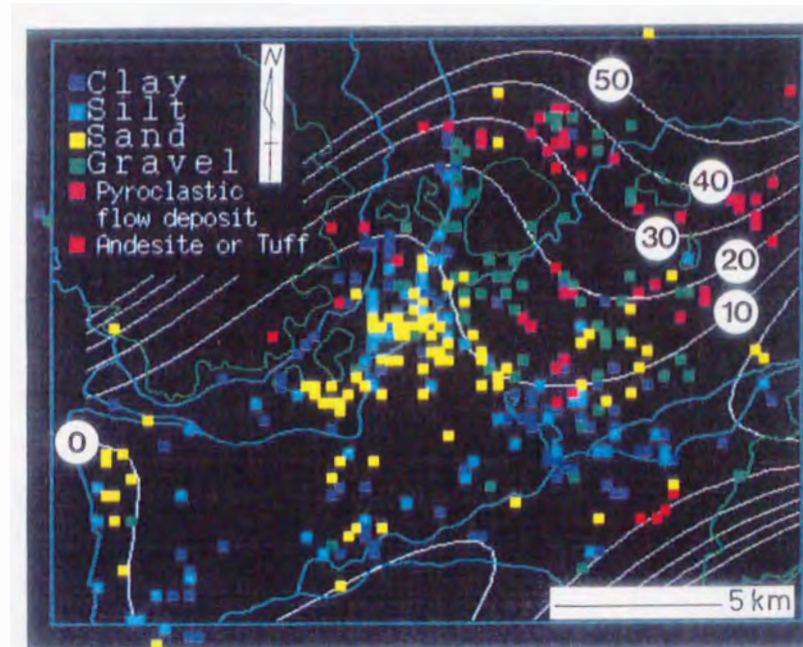 N
Clay
Silt
Sand
Gravel
Pyroclastic
flow deposit
Andesite or Tuff
50
40
30
20
10
0
5 km